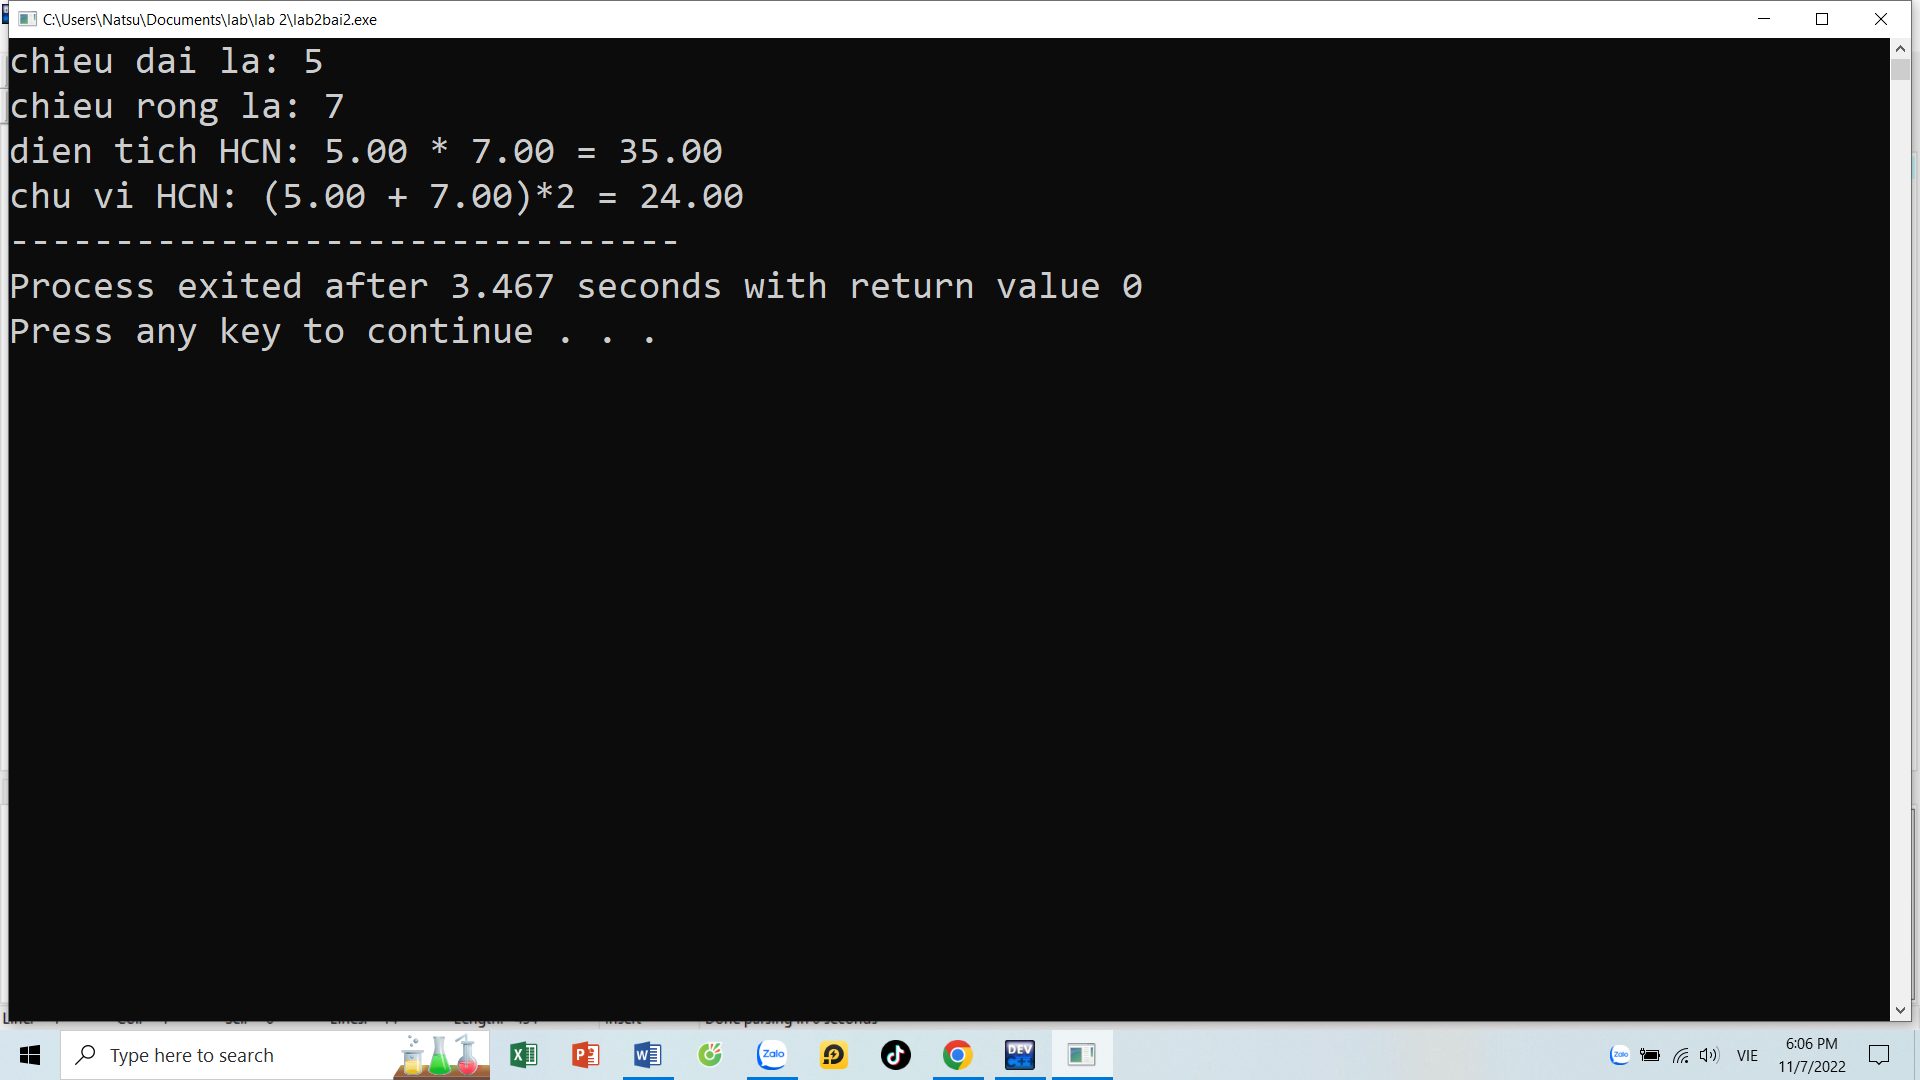 C:\Users\Natsu\Documents\lab\lab 2\lab2bai2.exe
chieu dai la: 5
chieu rong la: 7
dien tich HCN: 5.00 * 7.00 = 35.00
chu vi HCN: (5.00 + 7.00)*2 = 24.00
--------------------------------
Process exited after 3.467 seconds with return value 0
Press any key to continue . . .
Type here to search
Zalo
DEV
C++
Zalo
VIE
6:06 PM
11/7/2022